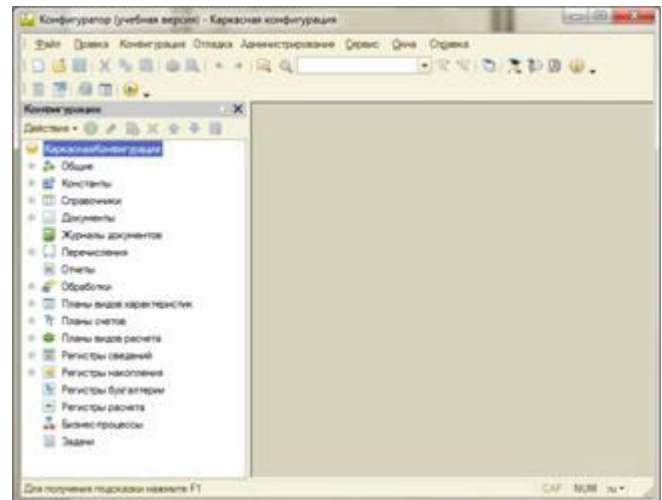 Конфигуратор (учебная версия) - Каркасная конфигурация
Файл Правка Конфигурация Отладка Администрирование Сервис Окна Справка
Конфигурация
Действия
КаркаснаяКонфигурация
Общие
Константы
Справочники
Документы
Журналы документов
Перечисления
Отчеты
Обработки
Планы видов характеристик
Планы счетов
Планы видов расчета
Регистры сведений
Регистры накопления
Регистры бухгалтерии
Регистры расчета
Бизнес-процессы
Задачи
Для получения подсказки нажмите F1 CAP NUM ru